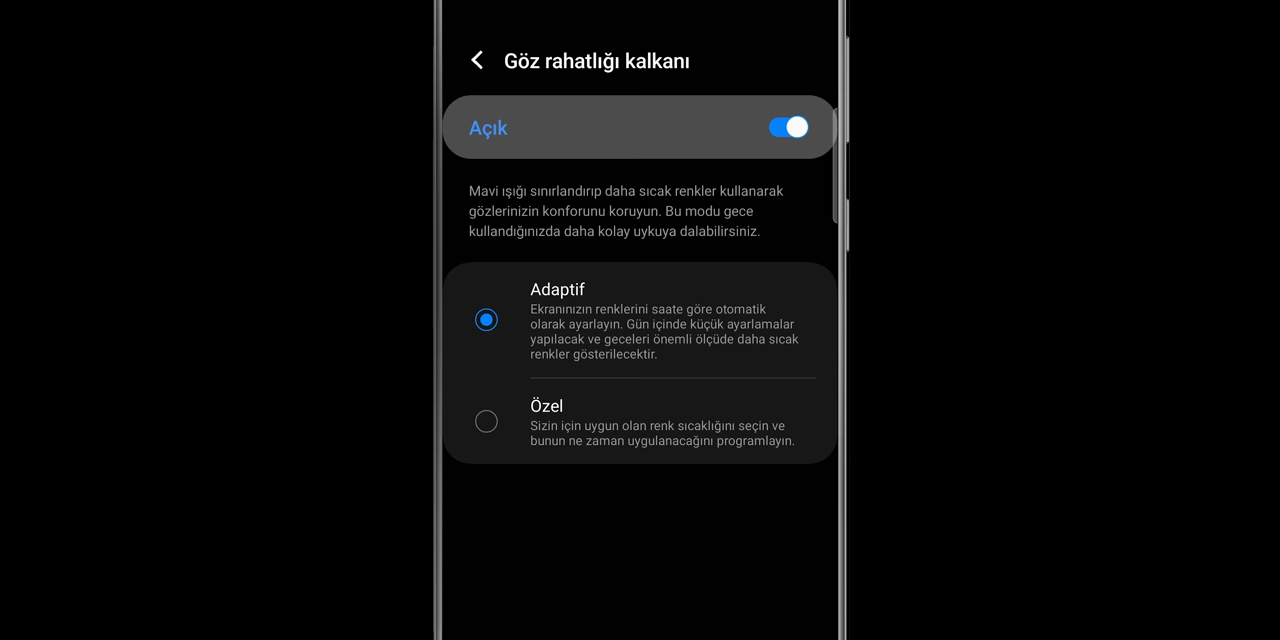 Göz rahatlığı kalkanı
Açık
Mavi ışığı sınırlandırıp daha sıcak renkler kullanarak
gözlerinizin konforunu koruyun. Bu modu gece
kullandığınızda daha kolay uykuya dalabilirsiniz.
Adaptif
Ekranınızın renklerini saate göre otomatik
olarak ayarlayın. Gün içinde küçük ayarlamalar
yapılacak ve geceleri önemli ölçüde daha sıcak
renkler gösterilecektir.
Özel
Sizin için uygun olan renk sıcaklığını seçin ve
bunun ne zaman uygulanacağını programlayın.